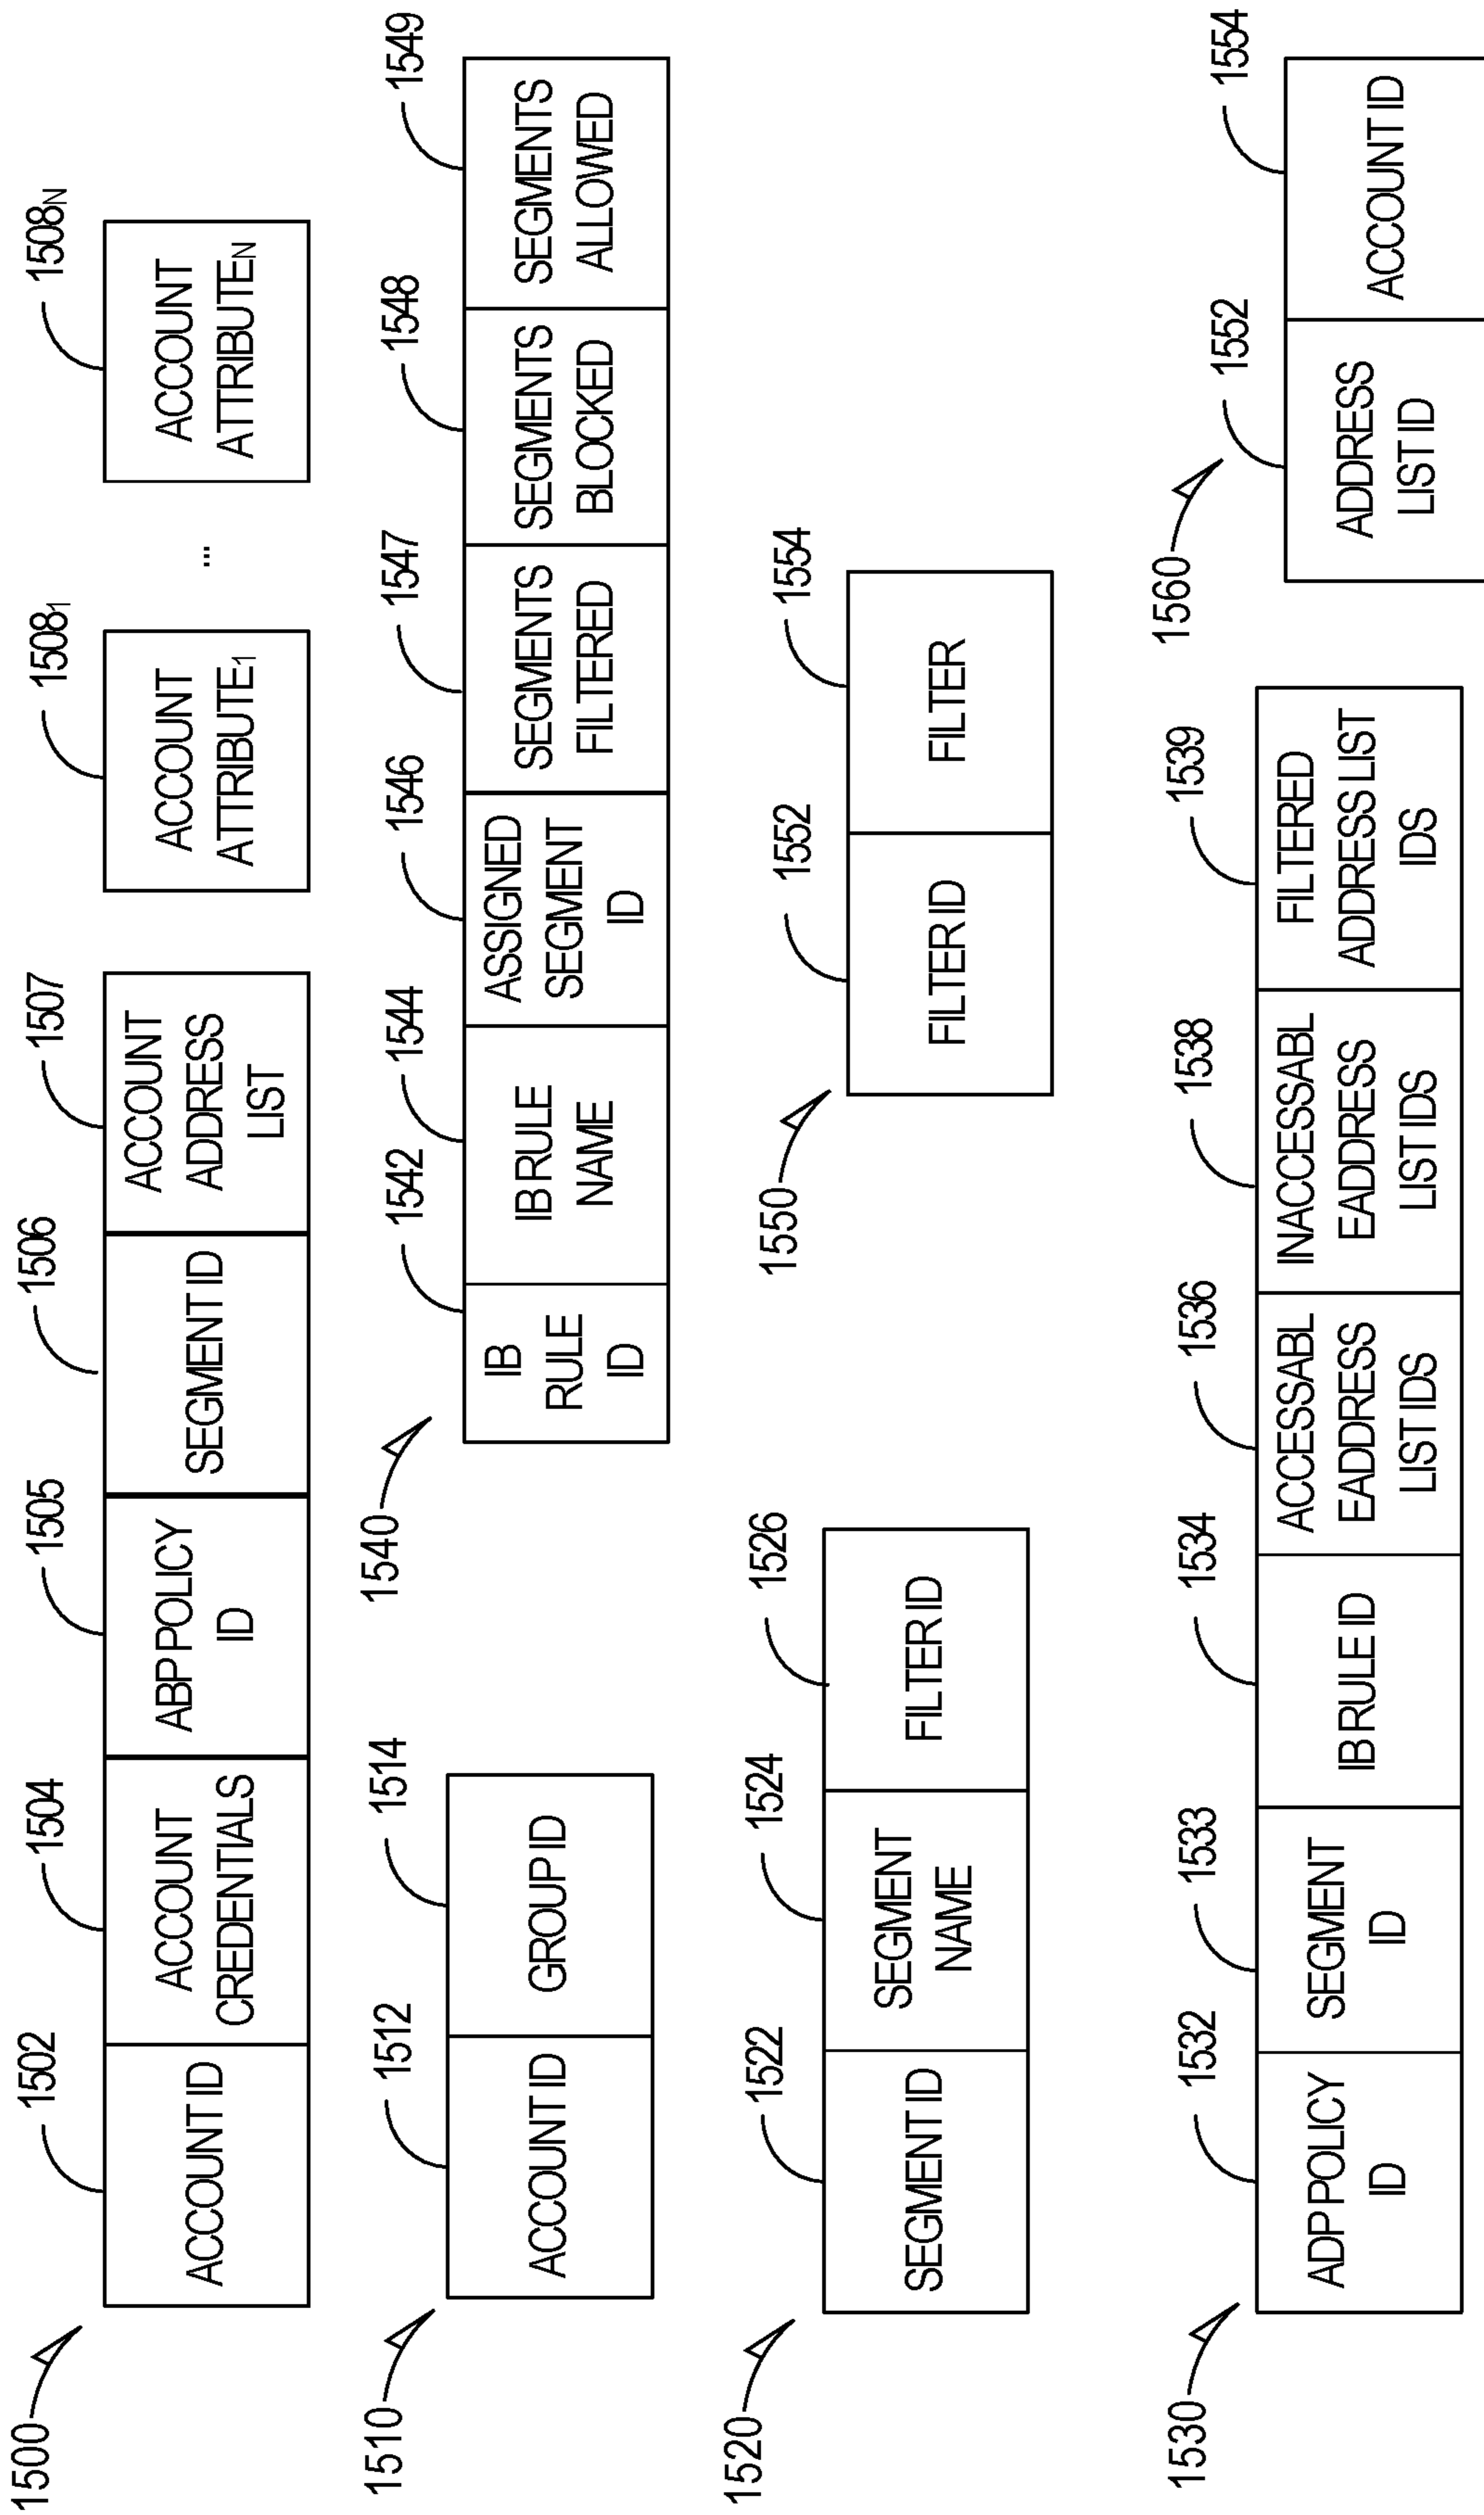 1500
1502
ACCOUNT ID
1504
ACCOUNT
CREDENTIALS
1505
ABP POLICY
ID
1506
SEGMENT ID
1507
ACCOUNT
ADDRESS
LIST
1508₁
ACCOUNT
ATTRIBUTE₁
...
1508N
ACCOUNT
ATTRIBUTEN
1510
1512
ACCOUNT ID
1514
GROUP ID
1540
1542
IB
RULE
ID
1544
IB RULE
NAME
1546
ASSIGNED
SEGMENT
ID
1547
SEGMENTS
FILTERED
1548
SEGMENTS
BLOCKED
1549
SEGMENTS
ALLOWED
1520
1522
SEGMENT ID
1524
SEGMENT
NAME
1526
FILTER ID
1550
1552
FILTER ID
1554
FILTER
1530
1532
ADP POLICY
ID
1533
SEGMENT
ID
1534
IB RULE ID
1536
ACCESSABL
EADDRESS
LIST IDS
1538
INACCESSABL
EADDRESS
LIST IDS
1539
FILTERED
ADDRESS LIST
IDS
1560
1552
ADDRESS
LIST ID
1554
ACCOUNT ID